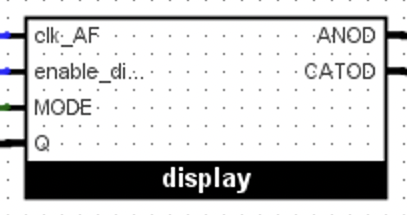 clk_AF ANOD
enable_di... CATOD
MODE
Q
display